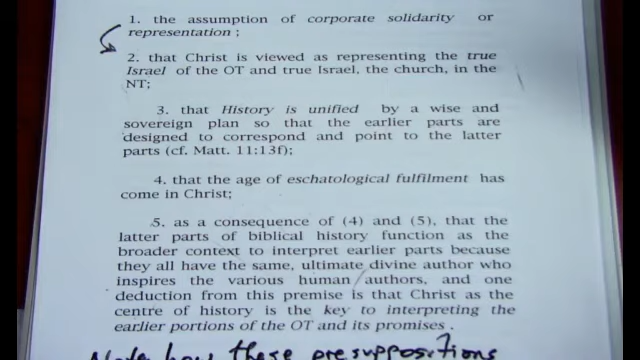 1. the assumption of corporate solidarity or
representation ;
2. that Christ is viewed as representing the true
Israel of the OT and true Israel, the church, in the
NT;
3. that History is unified by a wise and
sovereign plan so that the earlier parts are
designed to correspond and point to the latter
parts (cf. Matt. 11:13f);
4. that the age of eschatological fulfilment has
come in Christ;
5. as a consequence of (4) and (5), that the
latter parts of biblical history function as the
broader context to interpret earlier parts because
they all have the same, ultimate divine author who
inspires the various human authors, and one
deduction from this premise is that Christ as the
centre of history is the key to interpreting the
earlier portions of the OT and its promises .
Note how these presuppositions